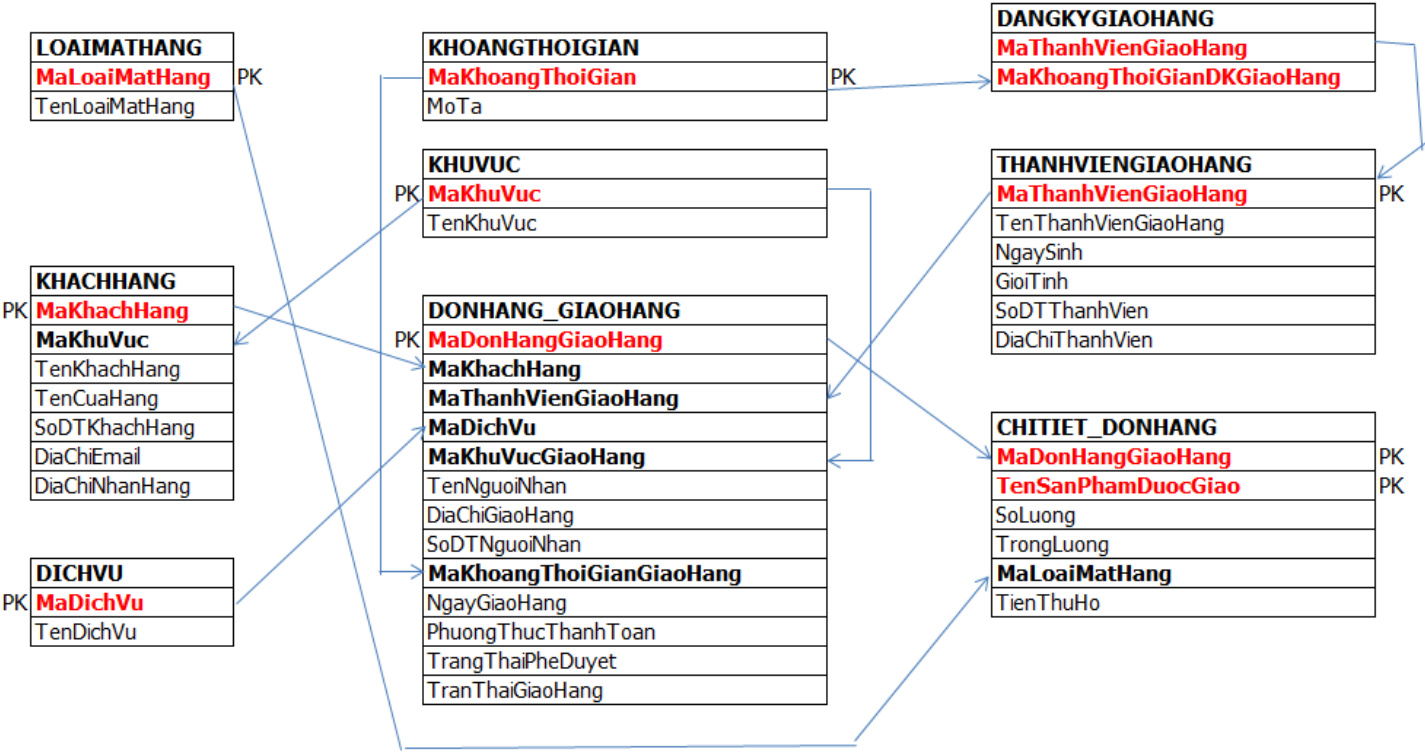 LOAIMATHANG
MaLoaiMatHang PK
TenLoaiMatHang
KHOANGTHOIGIAN
MaKhoangThoiGian PK
MoTa
DANGKYGIAOHANG
MaThanhVienGiaoHang
MaKhoangThoiGianDKGiaoHang
KHUVUC
PK MaKhuVuc
TenKhuVuc
THANHVIENGIAOHANG
MaThanhVienGiaoHang PK
TenThanhVienGiaoHang
NgaySinh
GioiTinh
SoDTThanhVien
DiaChiThanhVien
KHACHHANG
PK MaKhachHang
MaKhuVuc
TenKhachHang
TenCuaHang
SoDTKhachHang
DiaChiEmail
DiaChiNhanHang
DONHANG_GIAOHANG
PK MaDonHangGiaoHang
MaKhachHang
MaThanhVienGiaoHang
MaDichVu
MaKhuVucGiaoHang
TenNguoiNhan
DiaChiGiaoHang
SoDTNguoiNhan
MaKhoangThoiGianGiaoHang
NgayGiaoHang
PhuongThucThanhToan
TrangThaiPheDuyet
TranThaiGiaoHang
CHITIET_DONHANG
MaDonHangGiaoHang PK
TenSanPhamDuocGiao PK
SoLuong
TrongLuong
MaLoaiMatHang
TienThuHo
DICHVU
PK MaDichVu
TenDichVu